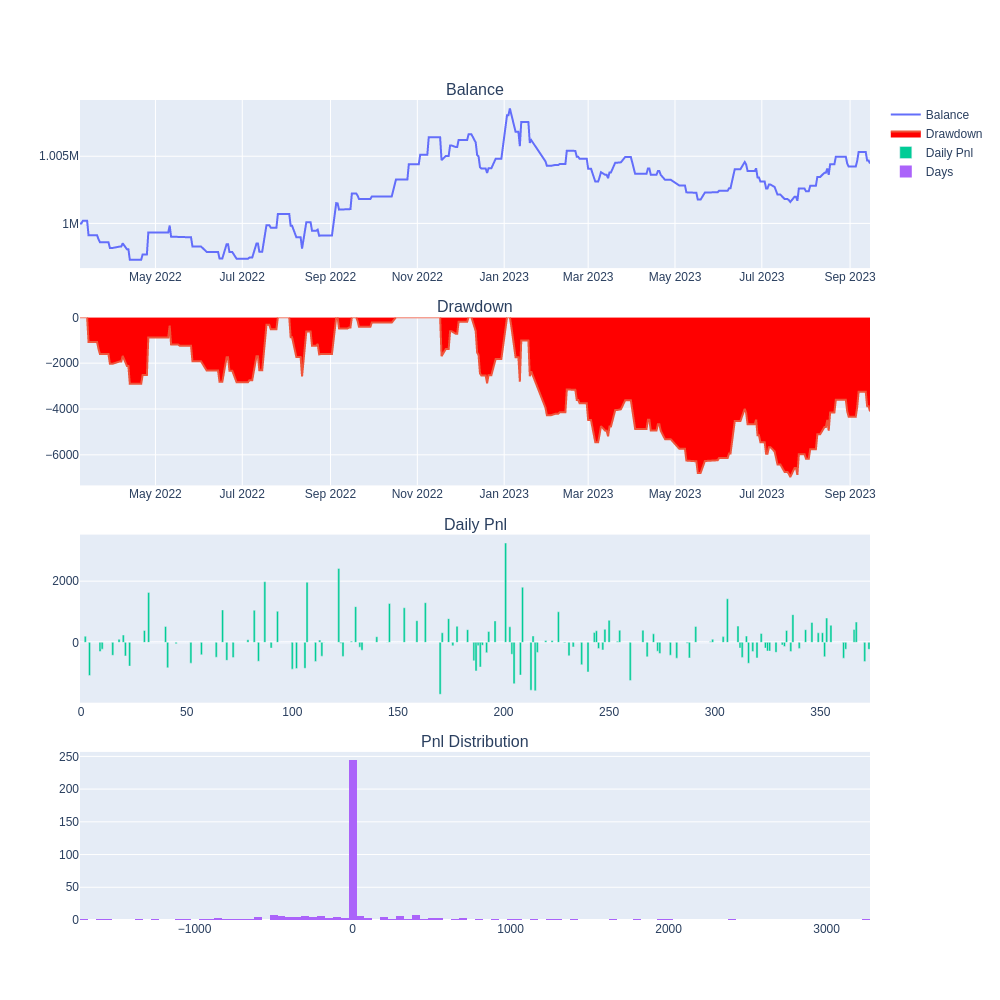 Balance
1.005M
1M
May 2022 Jul 2022 Sep 2022 Nov 2022 Jan 2023 Mar 2023 May 2023 Jul 2023 Sep 2023
Balance
Drawdown
Daily Pnl
Days
Drawdown
0
−2000
−4000
−6000
May 2022 Jul 2022 Sep 2022 Nov 2022 Jan 2023 Mar 2023 May 2023 Jul 2023 Sep 2023
Daily Pnl
2000
0
0 50 100 150 200 250 300 350
Pnl Distribution
250
200
150
100
50
0
−1000 0 1000 2000 3000